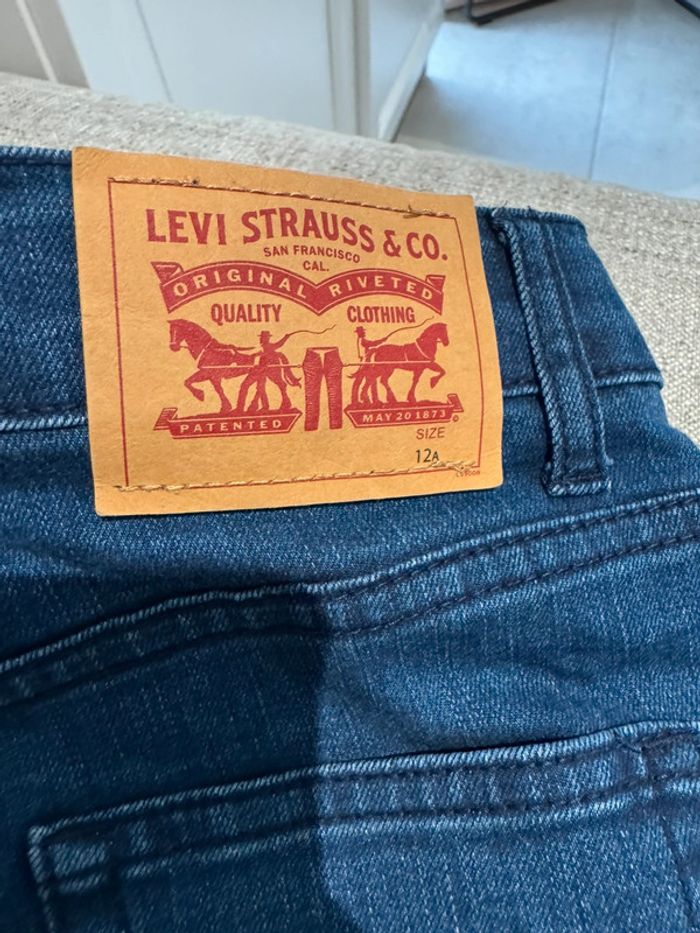 LEVI STRAUSS & CO.
SAN FRANCISCO
CAL.
ORIGINAL RIVETED
QUALITY CLOTHING
PATENTED MAY 20 1873
SIZE
12A